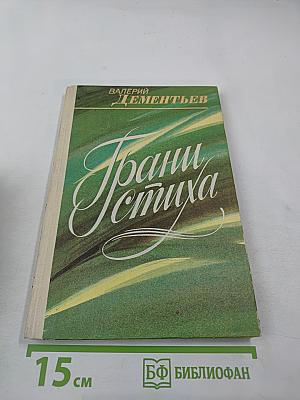 ВАЛЕРИЙ
ДЕМЕНТЬЕВ
Грани
стиха
15 см
БФ БИБЛИОФАН